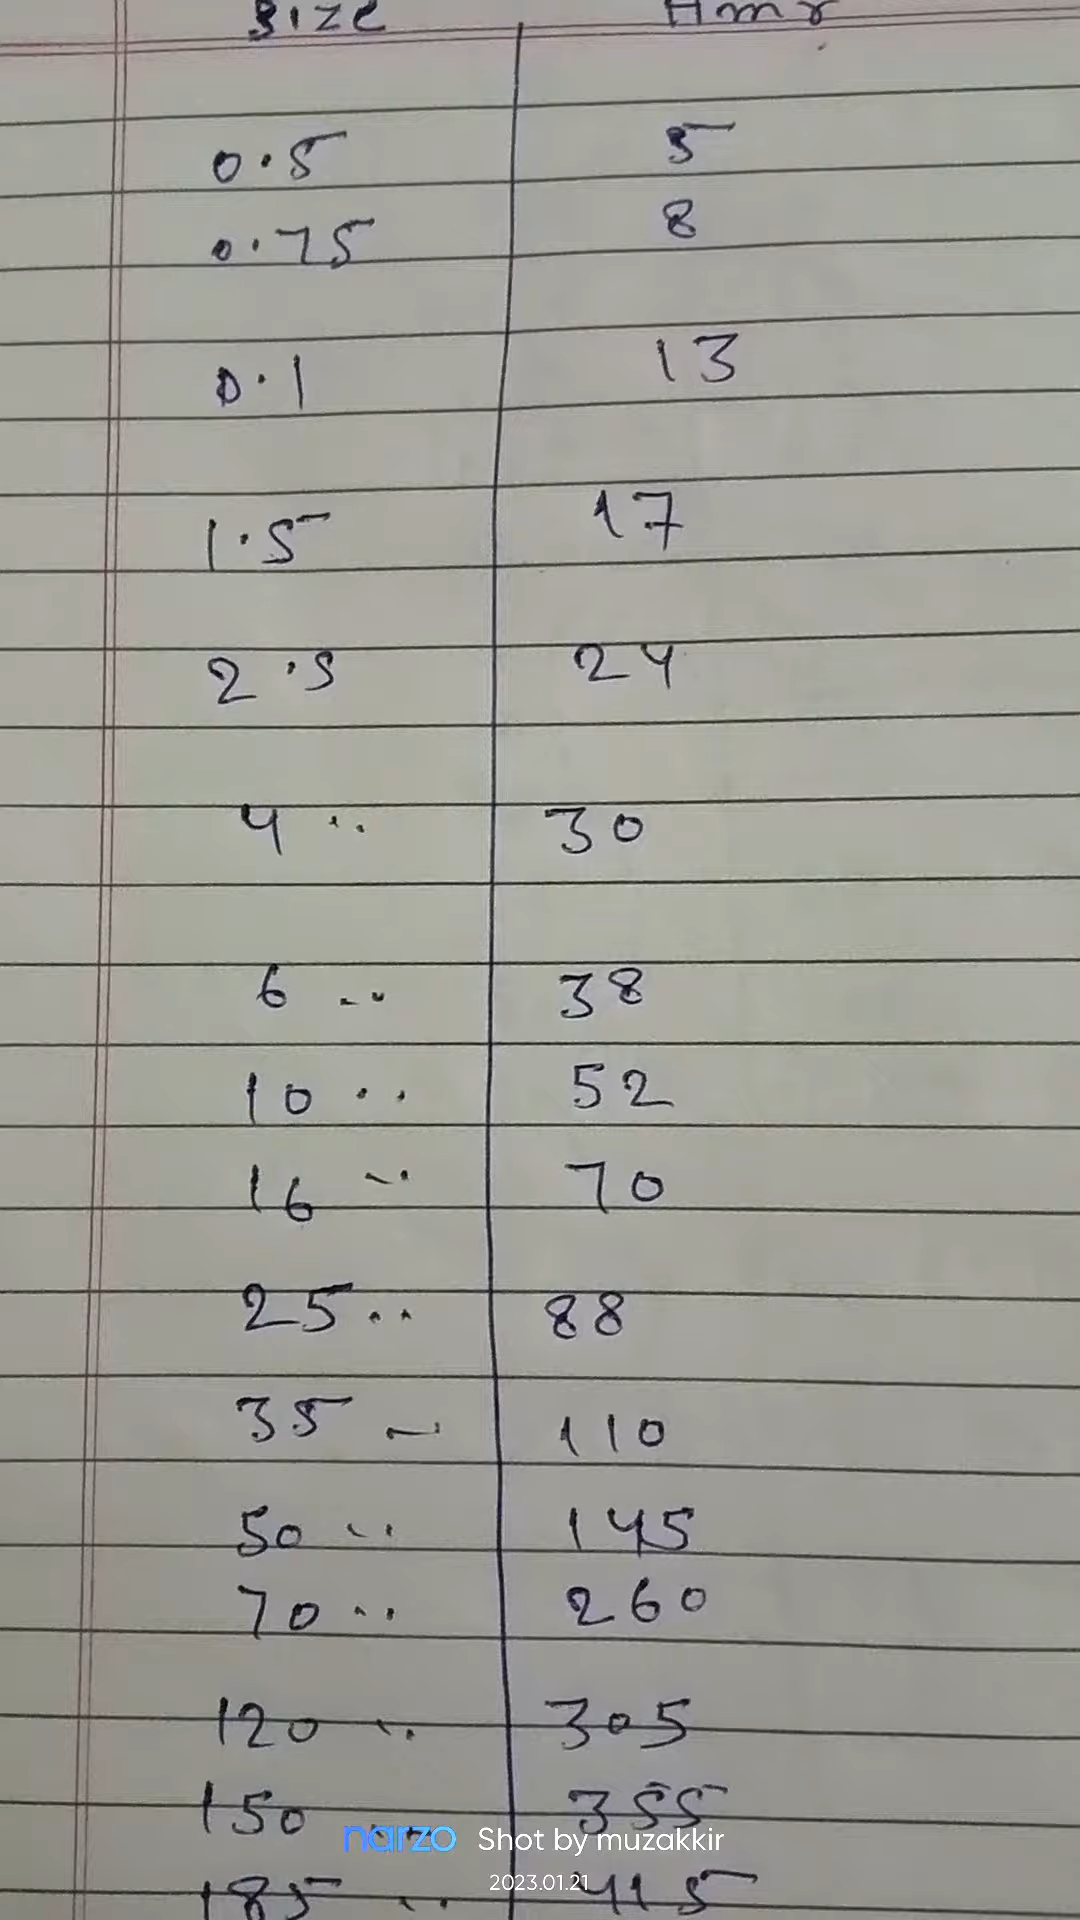 Size Amr
0.5 5
0.75 8
0.1 13
1.5 17
2.5 24
4 .. 30
6 .. 38
10 .. 52
16 .. 70
25 .. 88
35 .. 110
50 .. 145
70 .. 260
120 .. 305
150 .. 355
narzo Shot by muzakkir
2023.01.21
185 .. 415